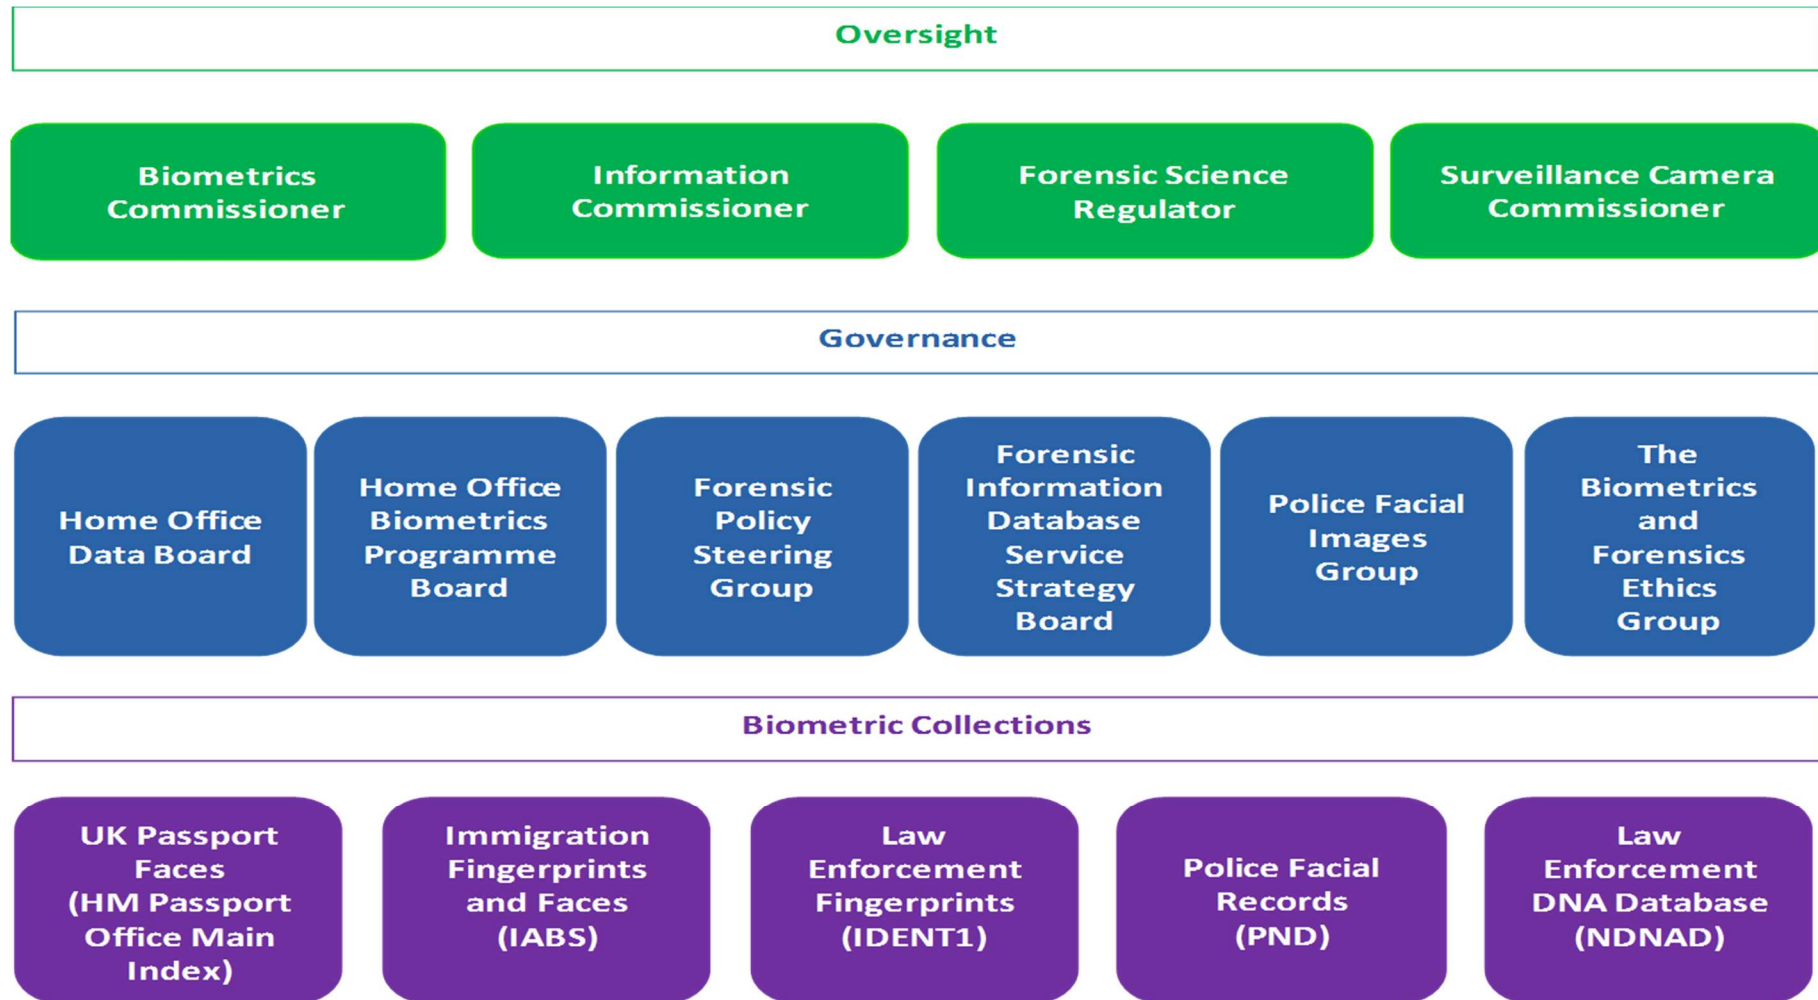 Oversight
Biometrics
Commissioner
Information
Commissioner
Forensic Science
Regulator
Surveillance Camera
Commissioner
Governance
Home Office
Data Board
Home Office
Biometrics
Programme
Board
Forensic
Policy
Steering
Group
Forensic
Information
Database
Service
Strategy
Board
Police Facial
Images
Group
The
Biometrics
and
Forensics
Ethics
Group
Biometric Collections
UK Passport
Faces
(HM Passport
Office Main
Index)
Immigration
Fingerprints
and Faces
(IABS)
Law
Enforcement
Fingerprints
(IDENT1)
Police Facial
Records
(PND)
Law
Enforcement
DNA Database
(NDNAD)